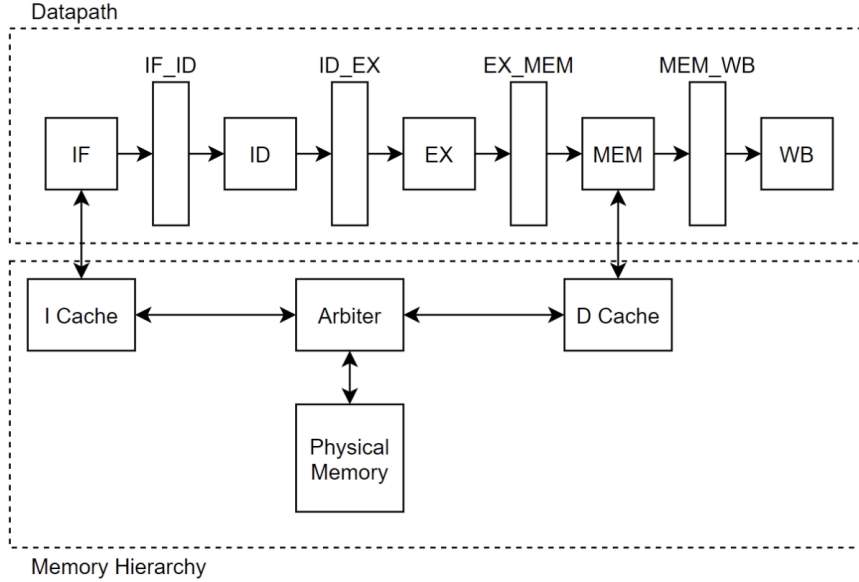 Datapath
IF_ID
ID_EX
EX_MEM
MEM_WB
IF
ID
EX
MEM
WB
I Cache
Arbiter
D Cache
Physical
Memory
Memory Hierarchy